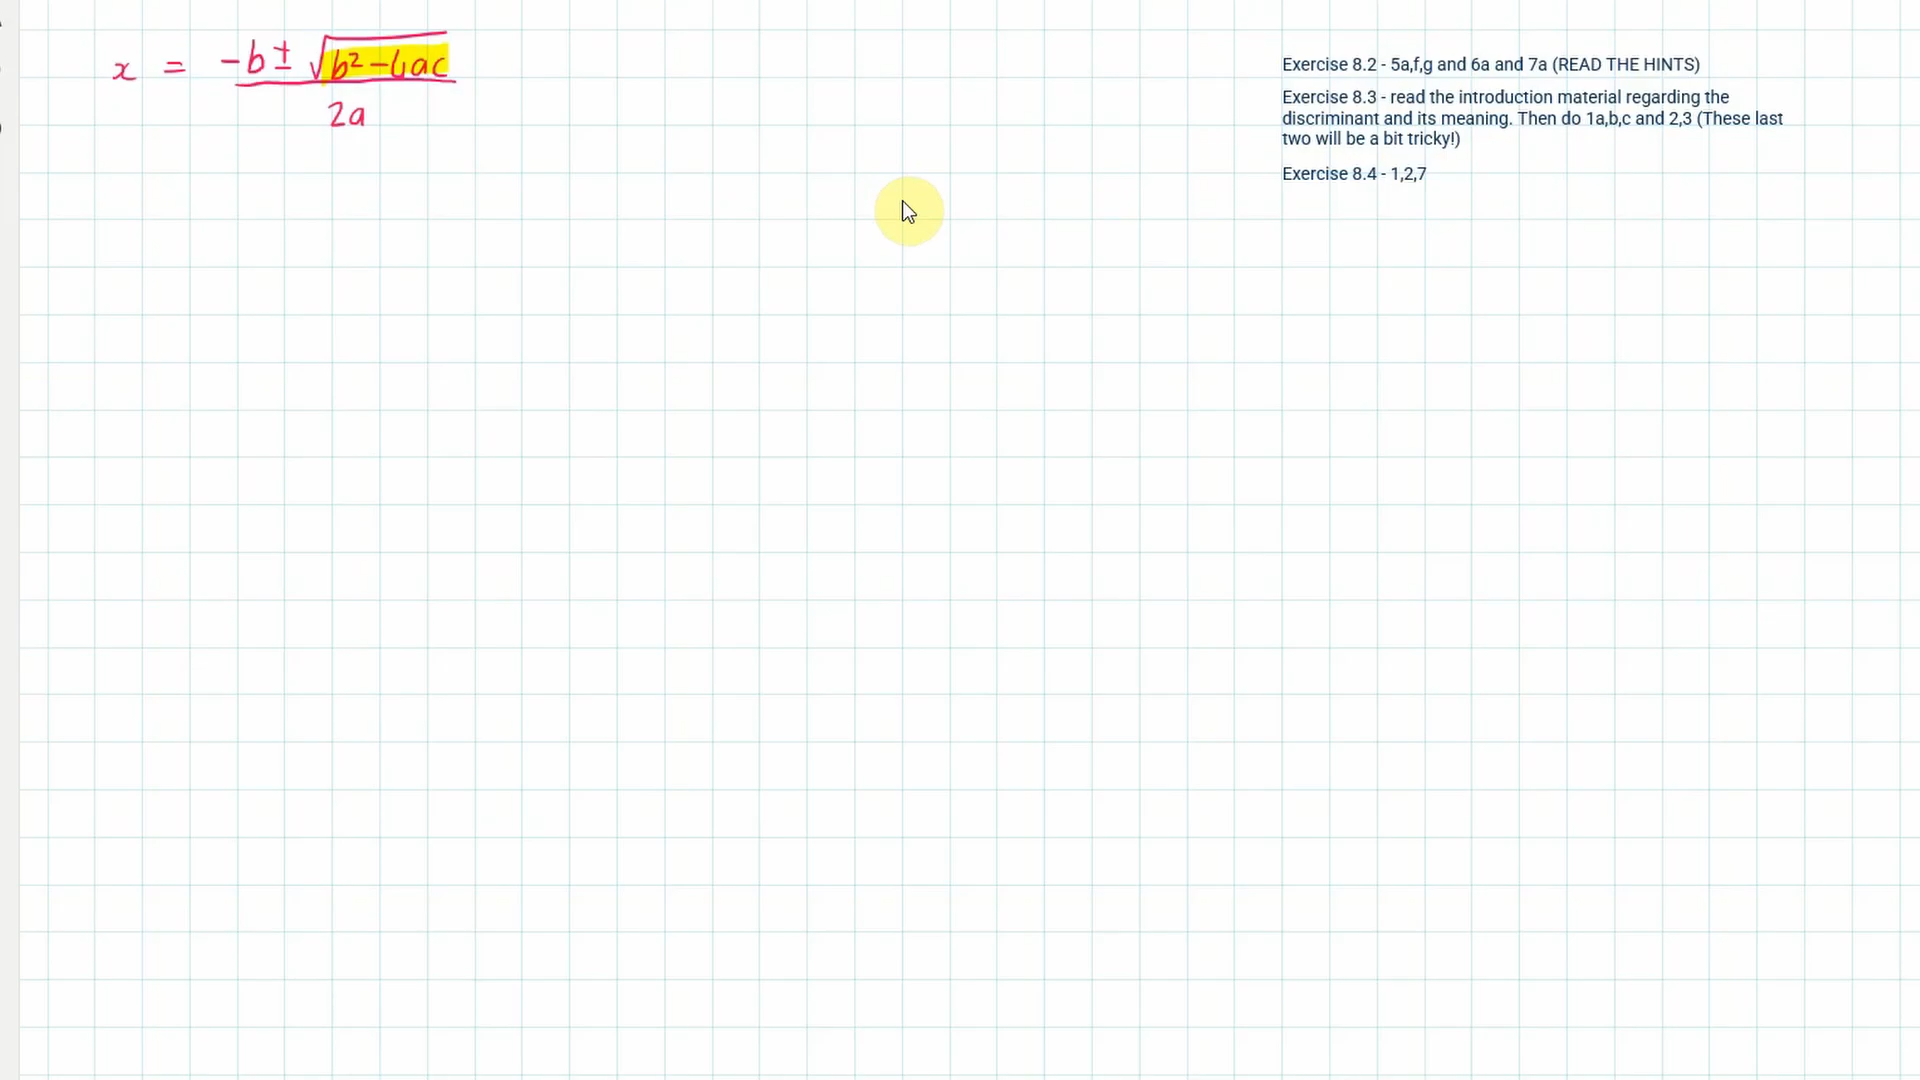 x = -b ± √b² - 4ac
2a
Exercise 8.2 - 5a,f,g and 6a and 7a (READ THE HINTS)
Exercise 8.3 - read the introduction material regarding the
discriminant and its meaning. Then do 1a,b,c and 2,3 (These last
two will be a bit tricky!)
Exercise 8.4 - 1,2,7